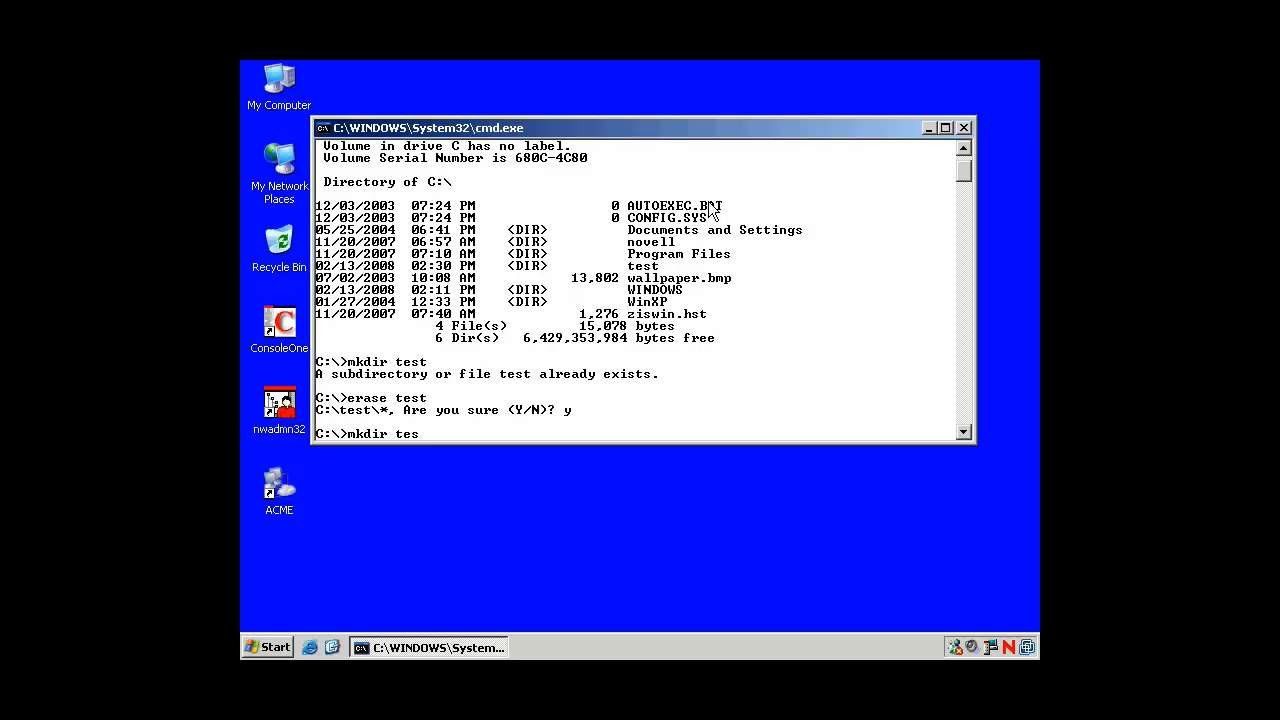 My Computer
My Network
Places
Recycle Bin
ConsoleOne
nwadmn32
ACME
C:\WINDOWS\System32\cmd.exe
Volume in drive C has no label.
Volume Serial Number is 680C-4C80
Directory of C:\
12/03/2003 07:24 PM 0 AUTOEXEC.BAT
12/03/2003 07:24 PM 0 CONFIG.SYS
05/25/2004 06:41 PM <DIR> Documents and Settings
11/20/2007 06:57 AM <DIR> novell
11/20/2007 07:10 AM <DIR> Program Files
02/13/2008 02:30 PM <DIR> test
07/02/2003 10:08 AM 13,802 wallpaper.bmp
02/13/2008 02:11 PM <DIR> WINDOWS
01/27/2004 12:33 PM <DIR> WinXP
11/20/2007 07:40 AM 1,276 ziswin.hst
4 File(s) 15,078 bytes
6 Dir(s) 6,429,353,984 bytes free
C:\>mkdir test
A subdirectory or file test already exists.
C:\>erase test
C:\test\*, Are you sure (Y/N)? y
C:\>mkdir tes
Start
C:\WINDOWS\System...